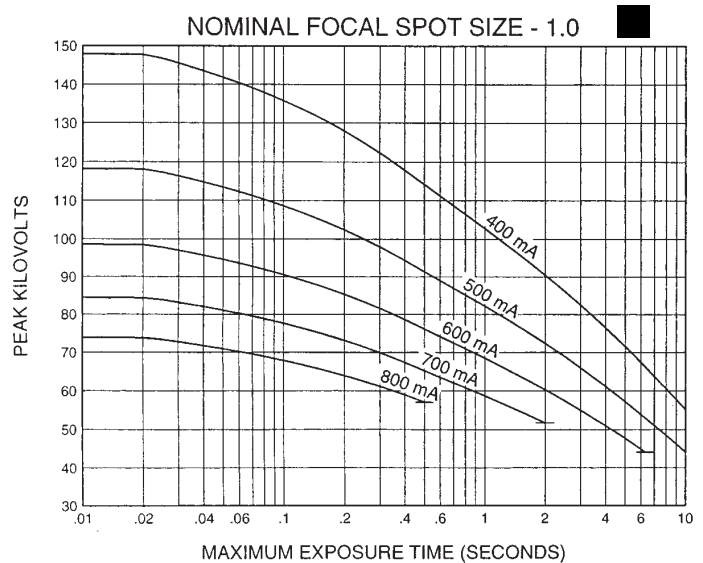 NOMINAL FOCAL SPOT SIZE - 1.0
150
140
130
120
110
100
90
80
70
60
50
40
30
PEAK KILOVOLTS
400 mA
500 mA
600 mA
700 mA
800 mA
.01 .02 .04 .06 .1 .2 .4 .6 1 2 4 6 10
MAXIMUM EXPOSURE TIME (SECONDS)